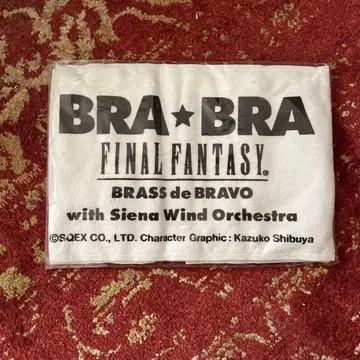 BRA★BRA
FINAL FANTASY®
BRASS de BRAVO
with Siena Wind Orchestra
©SQEX CO., LTD. Character Graphic : Kazuko Shibuya